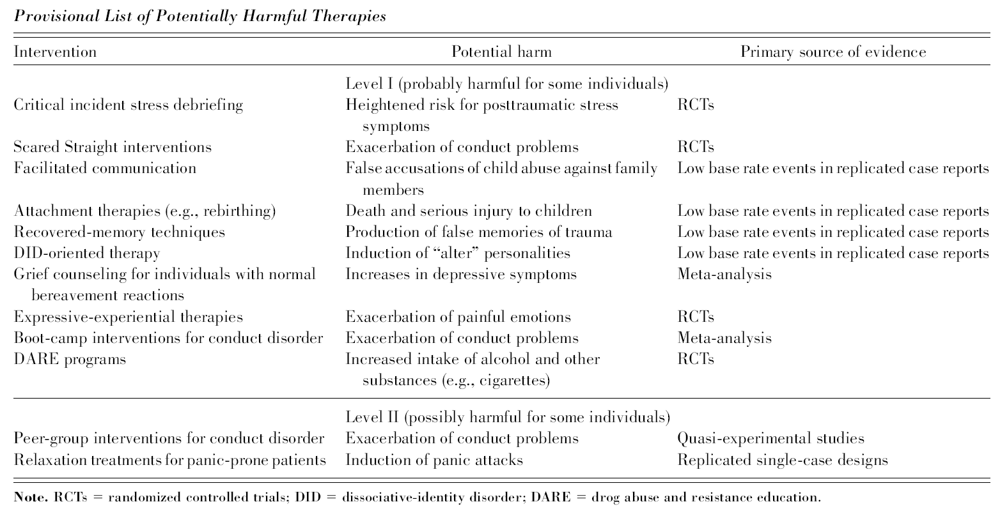 Provisional List of Potentially Harmful Therapies
Intervention Potential harm Primary source of evidence
Level I (probably harmful for some individuals)
Critical incident stress debriefing Heightened risk for posttraumatic stress RCTs
symptoms
Scared Straight interventions Exacerbation of conduct problems RCTs
Facilitated communication False accusations of child abuse against family Low base rate events in replicated case reports
members
Attachment therapies (e.g., rebirthing) Death and serious injury to children Low base rate events in replicated case reports
Recovered-memory techniques Production of false memories of trauma Low base rate events in replicated case reports
DID-oriented therapy Induction of “alter” personalities Low base rate events in replicated case reports
Grief counseling for individuals with normal Increases in depressive symptoms Meta-analysis
bereavement reactions
Expressive-experiential therapies Exacerbation of painful emotions RCTs
Boot-camp interventions for conduct disorder Exacerbation of conduct problems Meta-analysis
DARE programs Increased intake of alcohol and other RCTs
substances (e.g., cigarettes)
Level II (possibly harmful for some individuals)
Peer-group interventions for conduct disorder Exacerbation of conduct problems Quasi-experimental studies
Relaxation treatments for panic-prone patients Induction of panic attacks Replicated single-case designs
Note. RCTs = randomized controlled trials; DID = dissociative-identity disorder; DARE = drog abuse and resistance education.